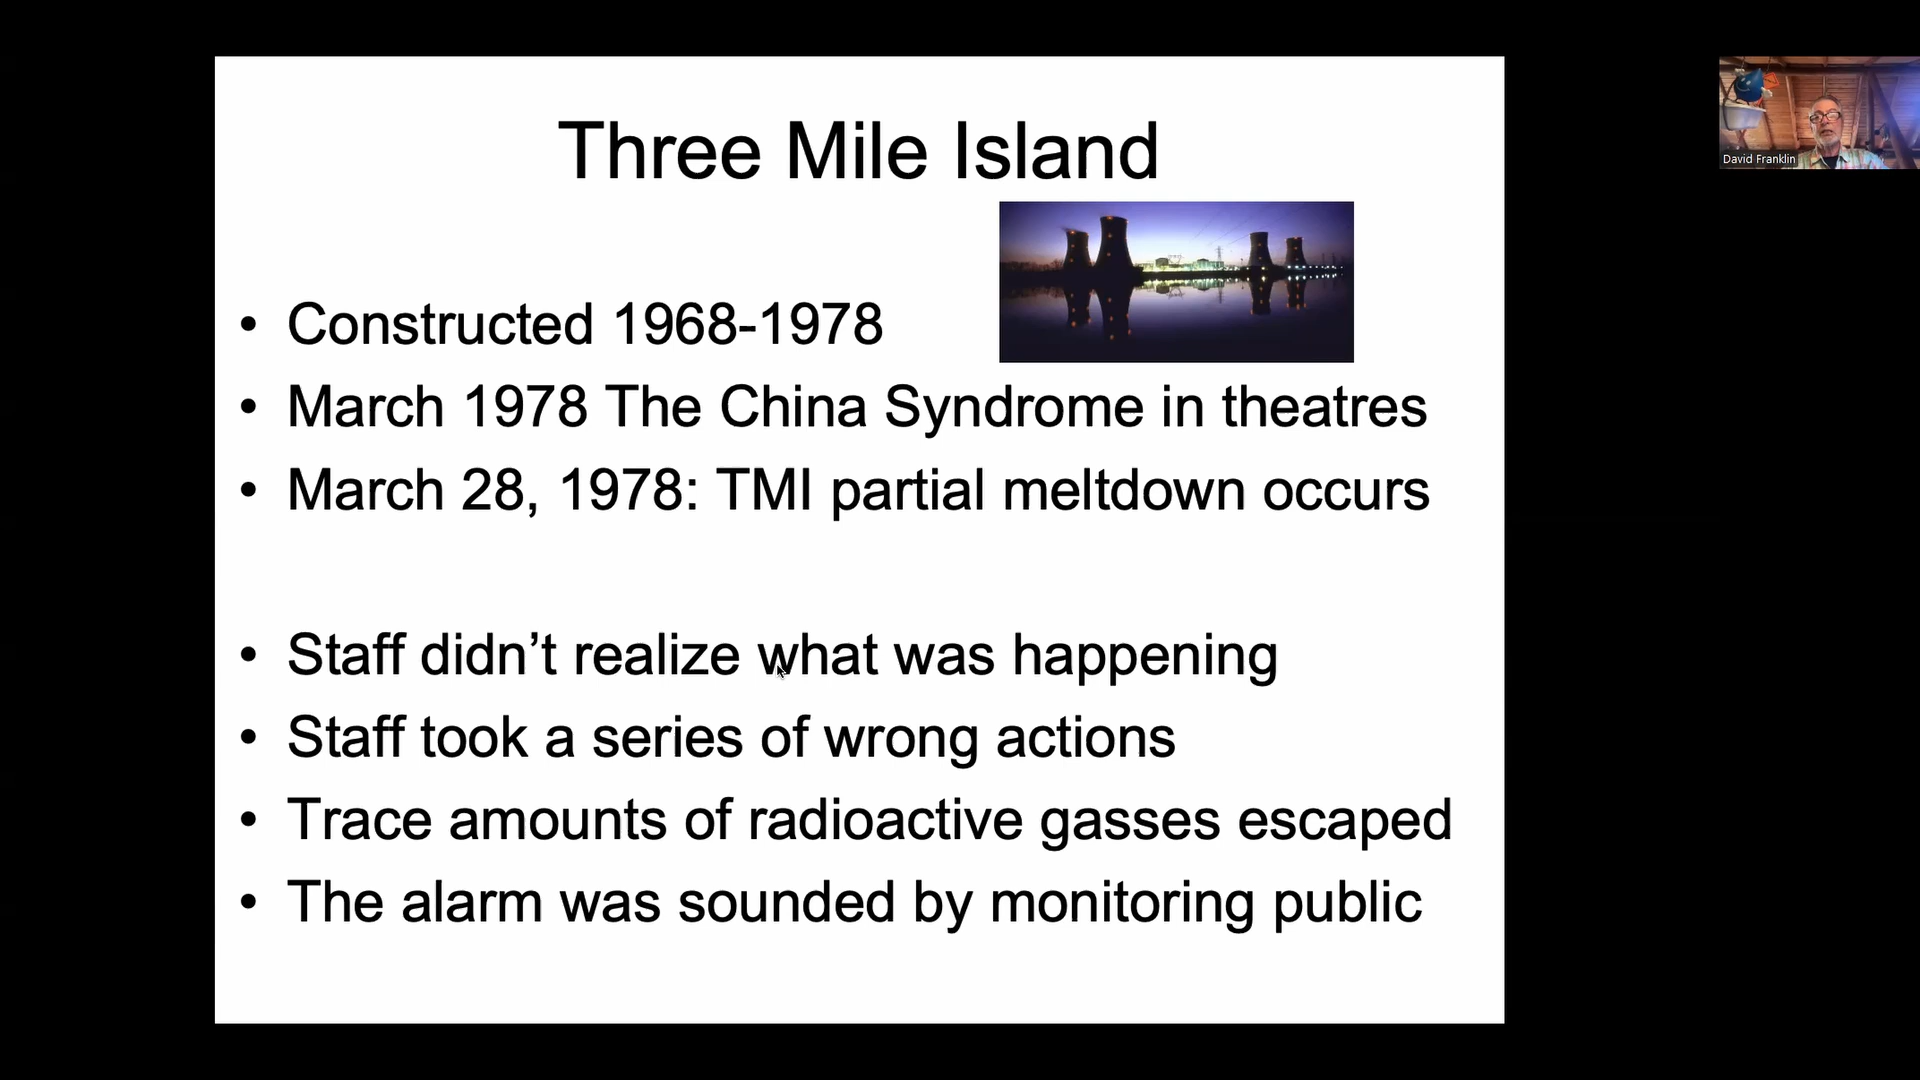 Three Mile Island
• Constructed 1968-1978
• March 1978 The China Syndrome in theatres
• March 28, 1978: TMI partial meltdown occurs
• Staff didn’t realize what was happening
• Staff took a series of wrong actions
• Trace amounts of radioactive gasses escaped
• The alarm was sounded by monitoring public
David Franklin